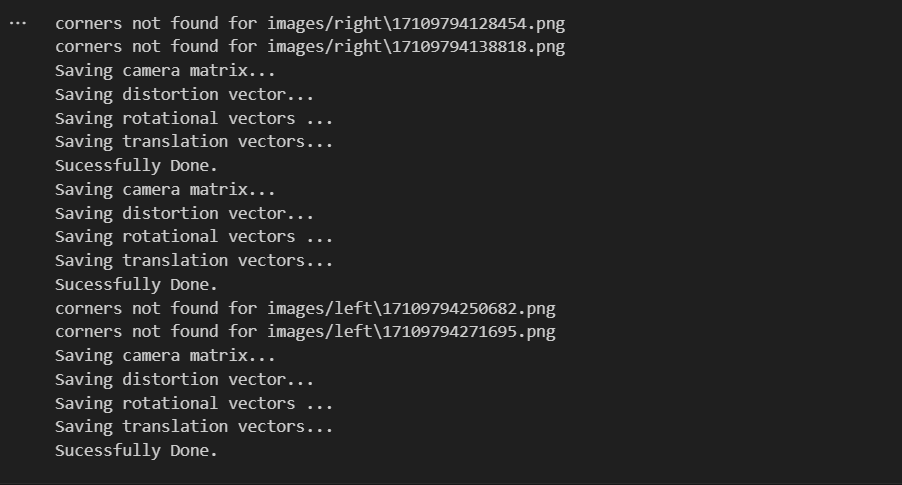 corners not found for images/right\17109794128454.png
corners not found for images/right\17109794138818.png
Saving camera matrix...
Saving distortion vector...
Saving rotational vectors ...
Saving translation vectors...
Sucessfully Done.
Saving camera matrix...
Saving distortion vector...
Saving rotational vectors ...
Saving translation vectors...
Sucessfully Done.
corners not found for images/left\17109794250682.png
corners not found for images/left\17109794271695.png
Saving camera matrix...
Saving distortion vector...
Saving rotational vectors ...
Saving translation vectors...
Sucessfully Done.